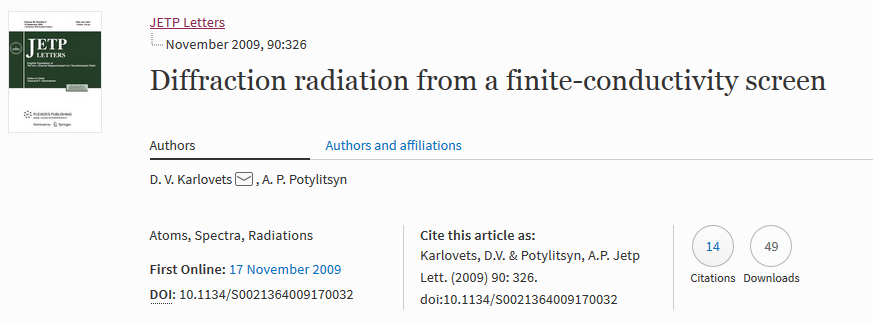 JETP
LETTERS
PLEIADES PUBLISHING
JETP Letters
November 2009, 90:326
Diffraction radiation from a finite-conductivity screen
Authors Authors and affiliations
D. V. Karlovets , A. P. Potylitsyn
Atoms, Spectra, Radiations
First Online: 17 November 2009
DOI: 10.1134/S0021364009170032
Cite this article as:
Karlovets, D.V. & Potylitsyn, A.P. Jetp
Lett. (2009) 90: 326.
doi:10.1134/S0021364009170032
14 49
Citations Downloads